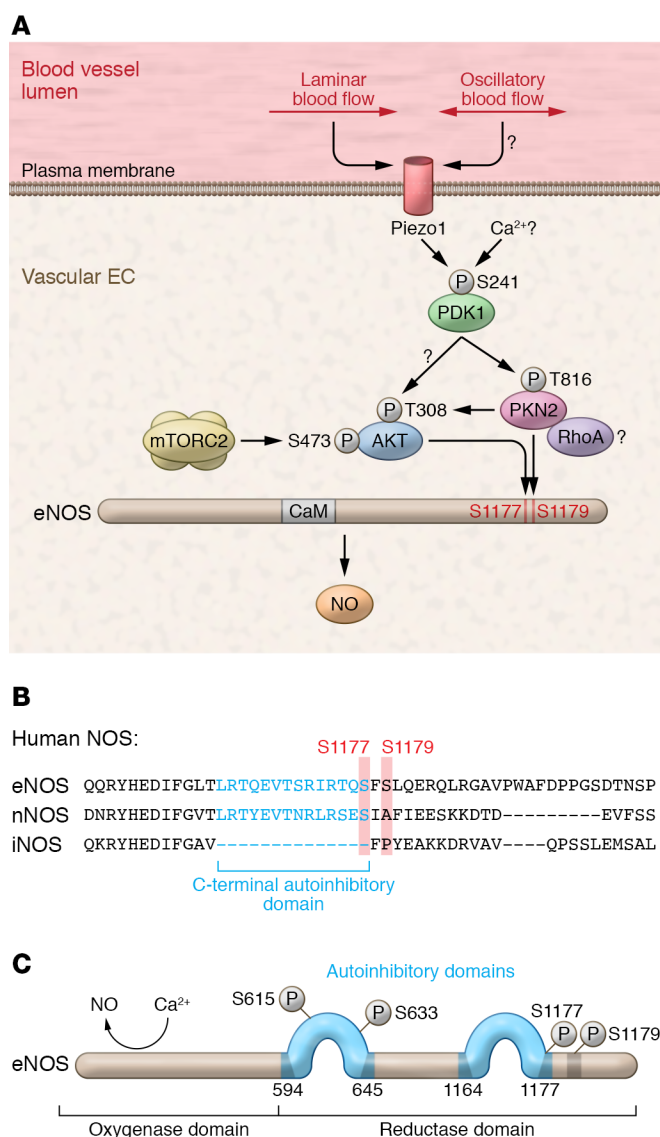 A
Blood vessel
lumen
Laminar
blood flow
Oscillatory
blood flow
?
Plasma membrane
Piezo1
Ca2+?
Vascular EC
P S241
PDK1
?
P T816
P T308
PKN2
mTORC2
S473 P
AKT
RhoA ?
eNOS
CaM
S1177
S1179
NO
B
Human NOS:
S1177 S1179
eNOS QQRYHEDIFGLTLRTQEVTSRIRTQSFSLQERQLRGAVPWAFDPPGSDTNSP
nNOS DNRYHEDIFGVTLRTYEVTNRLRSESIAFIEESKKDTD---------EVFSS
iNOS QKRYHEDIFGAV--------------FPYEAKKDRVAV----QPSSLEMSAL
C-terminal autoinhibitory
domain
C
Autoinhibitory domains
NO Ca2+
S615 P
P S633
S1177
P
P S1179
eNOS
594 645 1164 1177
Oxygenase domain Reductase domain